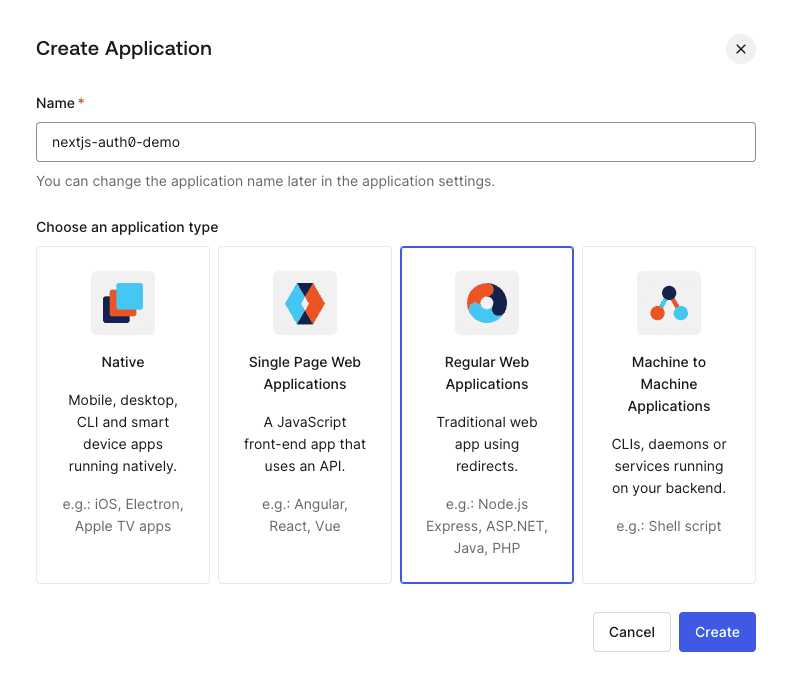 Create Application
Name *
nextjs-auth0-demo
You can change the application name later in the application settings.
Choose an application type
Native
Mobile, desktop,
CLI and smart
device apps
running natively.
e.g.: iOS, Electron,
Apple TV apps
Single Page Web
Applications
A JavaScript
front-end app that
uses an API.
e.g.: Angular,
React, Vue
Regular Web
Applications
Traditional web
app using
redirects.
e.g.: Node.js
Express, ASP.NET,
Java, PHP
Machine to
Machine
Applications
CLIs, daemons or
services running
on your backend.
e.g.: Shell script
Cancel
Create